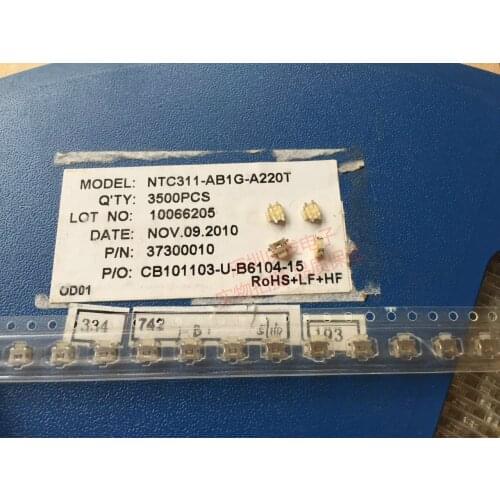 MODEL: NTC311-AB1G-A220T
Q'TY: 3500PCS
LOT NO: 10066205
DATE: NOV.09.2010
P/N: 37300010
P/O: CB101103-U-B6104-15
RoHS+LF+HF
OD01
334 742 B 193